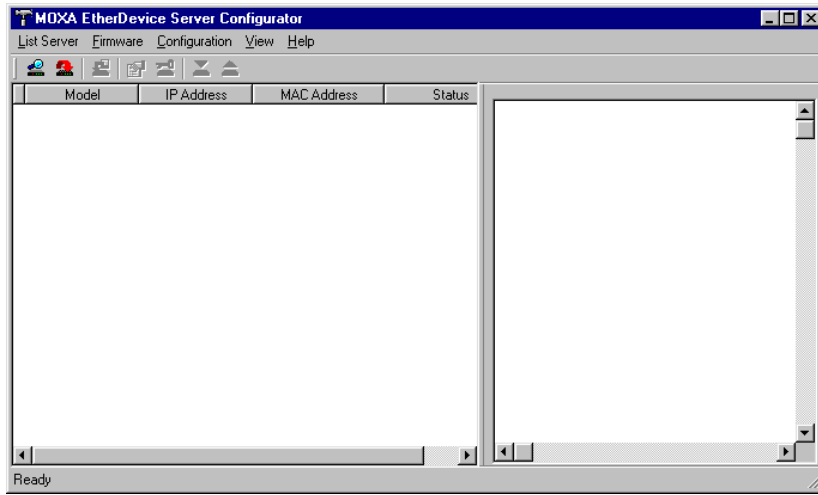 MOXA EtherDevice Server Configurator
List Server Firmware Configuration View Help
Model IP Address MAC Address Status
Ready